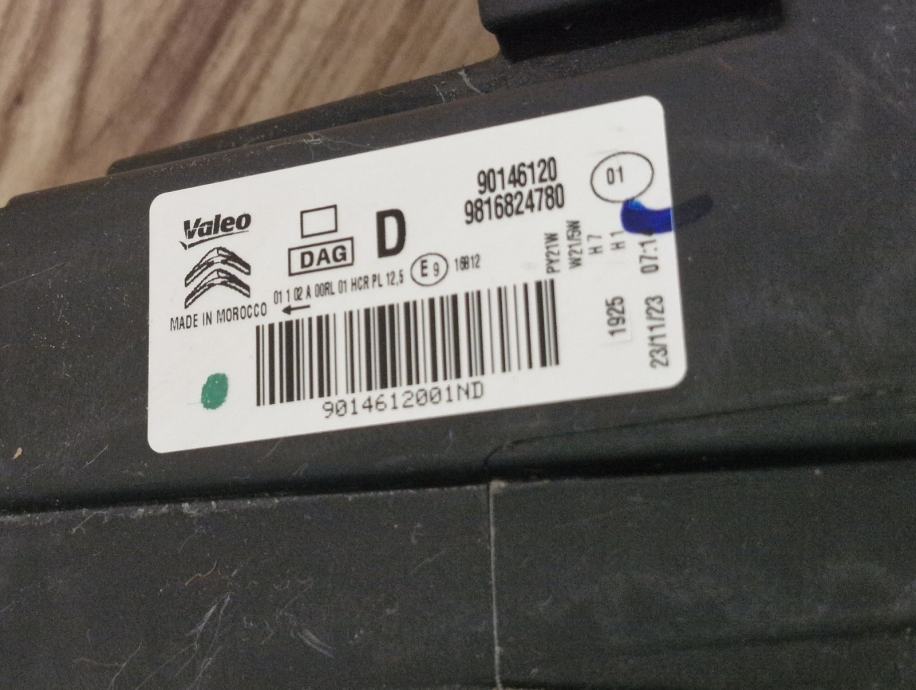 Valeo
DAG
D
90146120
9816824780
01
MADE IN MOROCCO
01 1 02 A 00RL 01 HCR PL 12,5
E9
16812
PY21W
W21/5W
H7
H1
1925
23/11/23
9014612001ND